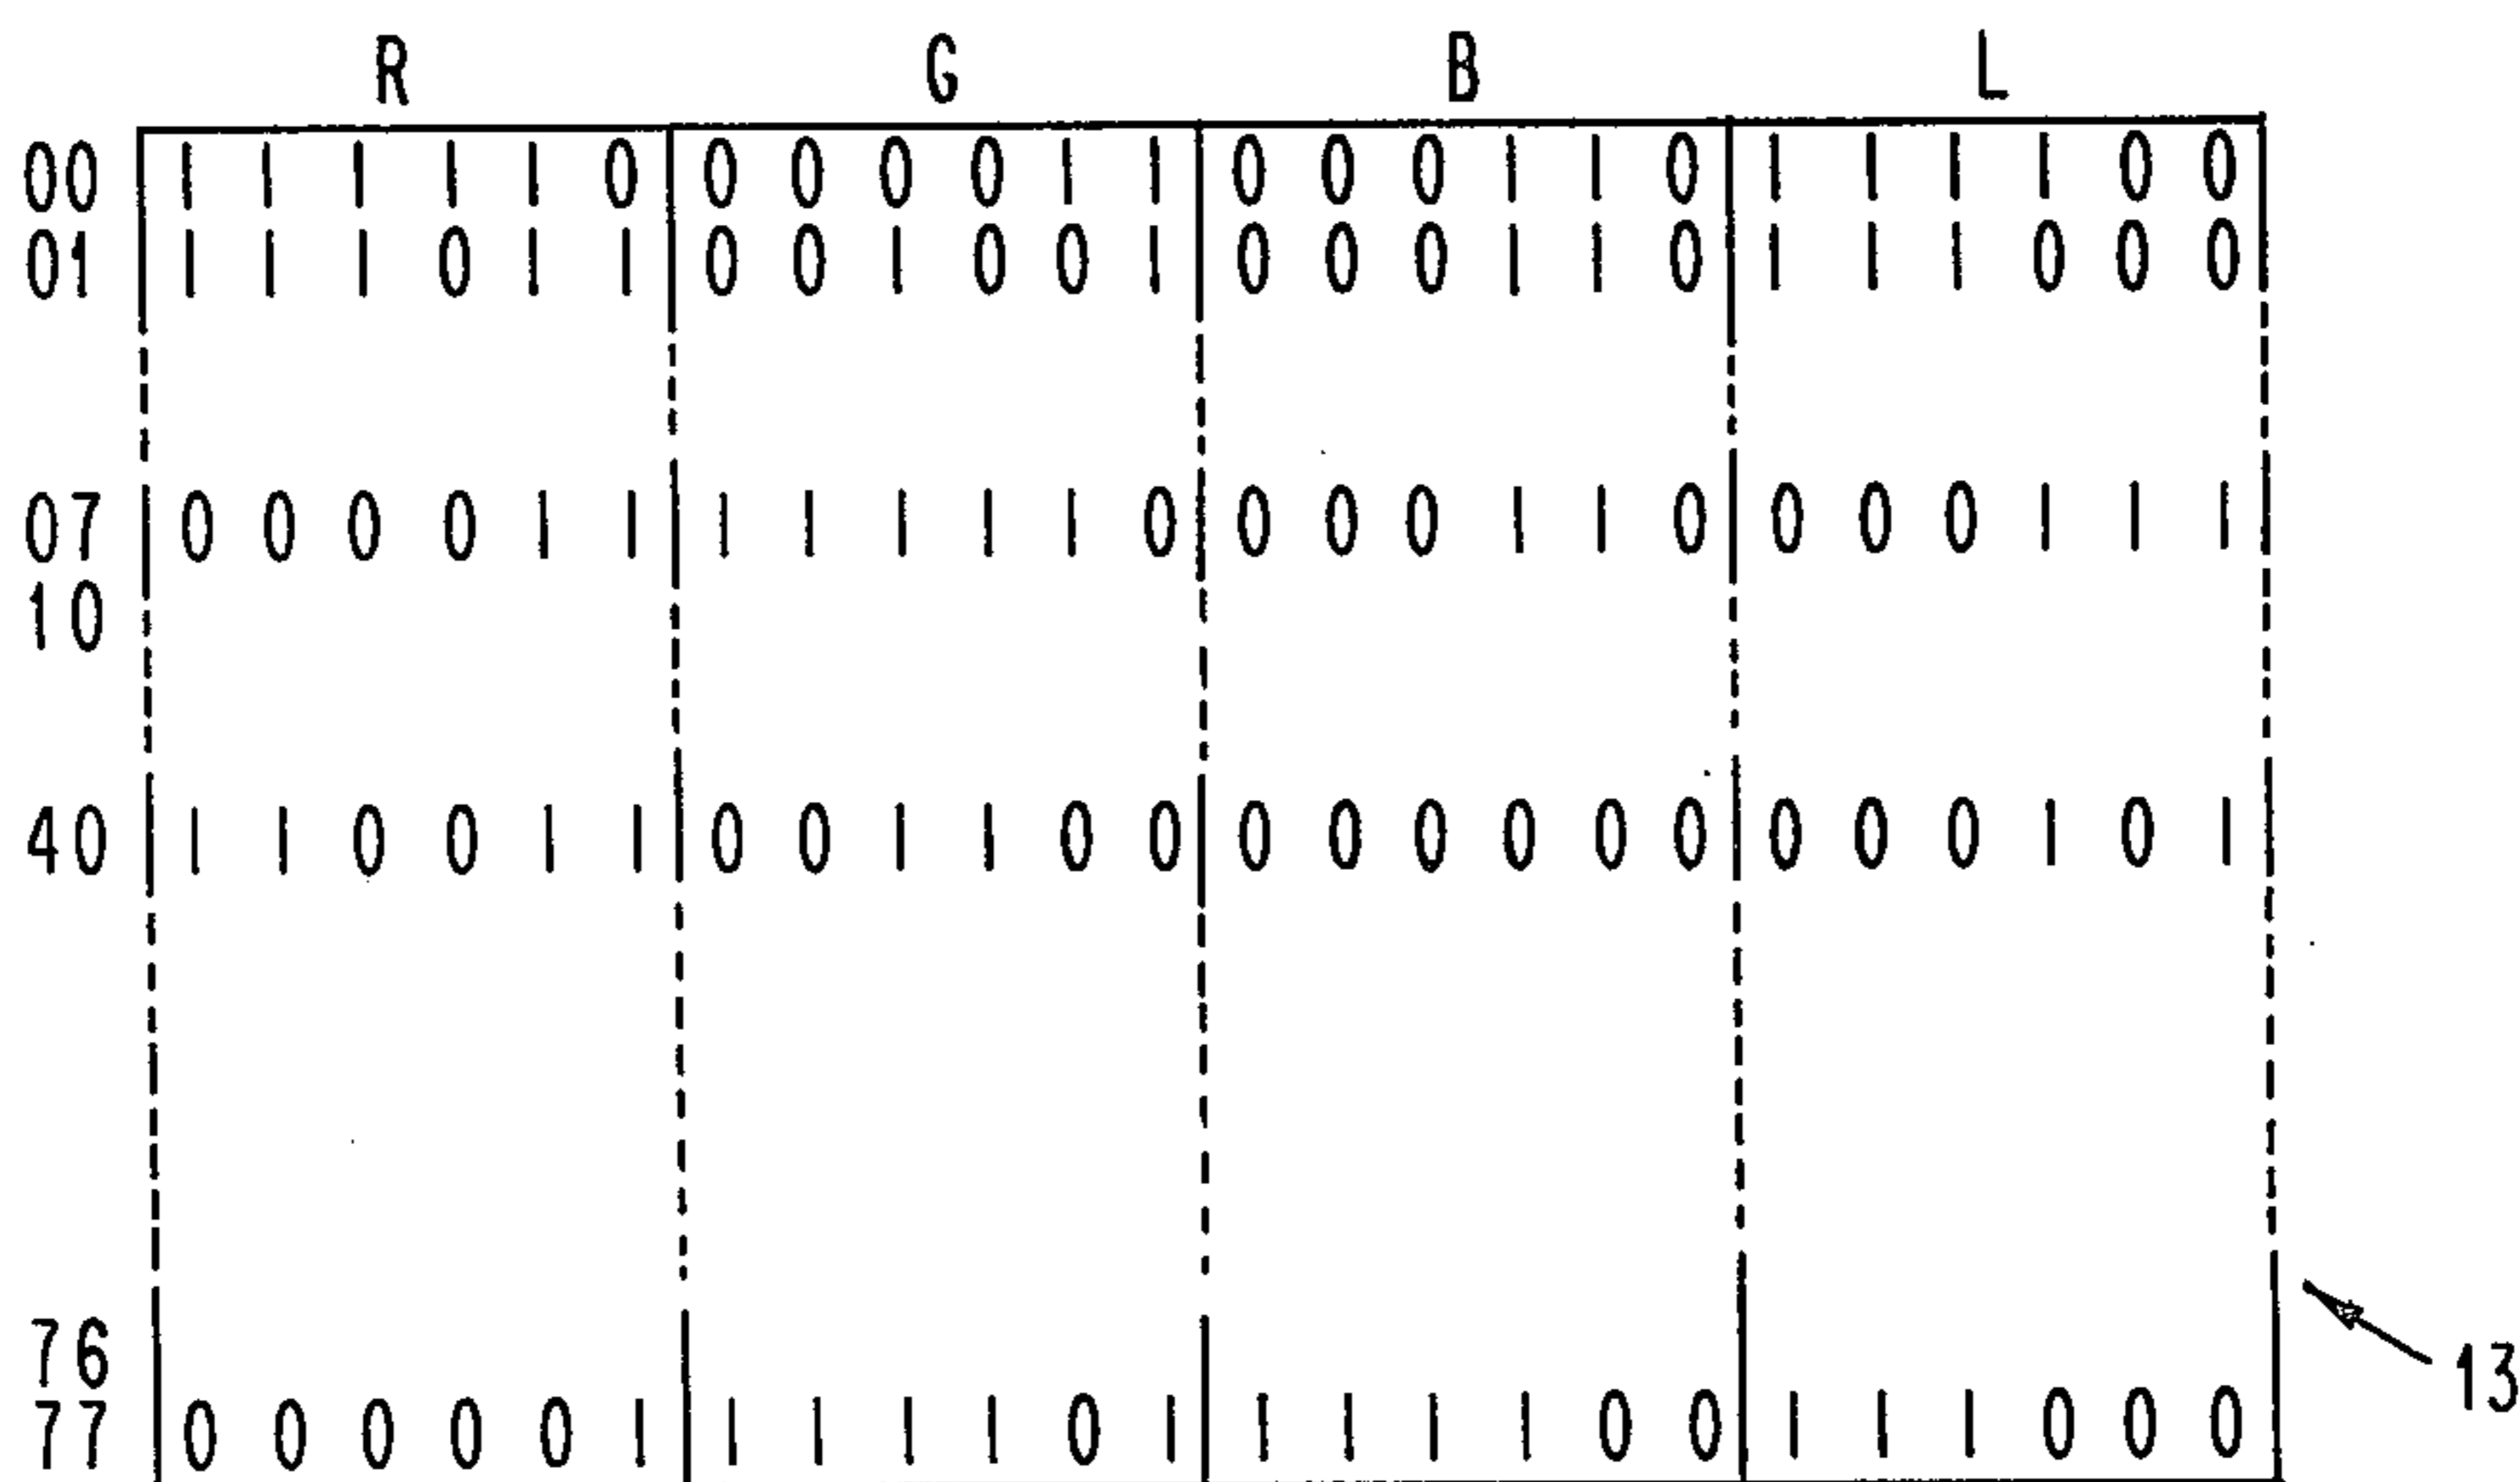 R G B L
00 1 1 1 1 1 0 0 0 0 0 1 1 0 0 0 1 1 0 1 1 1 1 0 0
01 1 1 1 0 1 1 0 0 1 0 0 1 0 0 0 1 1 0 1 1 1 0 0 0
07 0 0 0 0 1 1 1 1 1 1 1 0 0 0 0 1 1 0 0 0 0 1 1 1
10
40 1 1 0 0 1 1 0 0 1 1 0 0 0 0 0 0 0 0 0 0 0 1 0 1
76
13
77 0 0 0 0 0 1 1 1 1 1 0 1 1 1 1 1 0 0 1 1 1 0 0 0